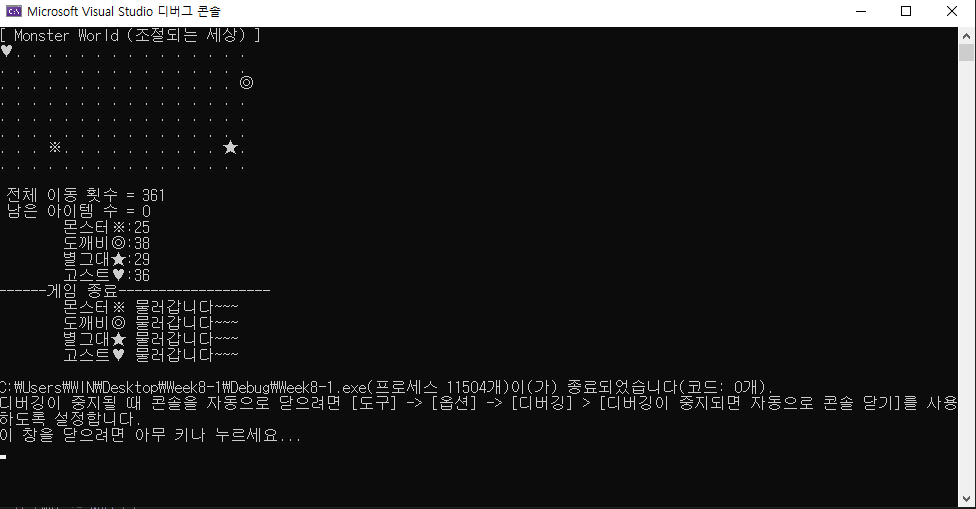 Microsoft Visual Studio 디버그 콘솔
[ Monster World (조절되는 세상) ]
♥. . . . . . . . . . . . . . .
. . . . . . . . . . . . . . . .
. . . . . . . . . . . . . . . ◎
. . . . . . . . . . . . . . . .
. . . . . . . . . . . . . . . .
. . . . . . . . . . . . . . . .
. . . ※. . . . . . . . . . ★.
. . . . . . . . . . . . . . . .
전체 이동 횟수 = 361
남은 아이템 수 = 0
몬스터※:25
도깨비◎:38
별그대★:29
고스트♥:36
------게임 종료-------------------
몬스터※ 물러갑니다~~~
도깨비◎ 물러갑니다~~~
별그대★ 물러갑니다~~~
고스트♥ 물러갑니다~~~
C:₩Users₩WIN₩Desktop₩Week8-1₩Debug₩Week8-1.exe(프로세스 11504개)이(가) 종료되었습니다(코드: 0개).
디버깅이 중지될 때 콘솔을 자동으로 닫으려면 [도구] -> [옵션] -> [디버깅] > [디버깅이 중지되면 자동으로 콘솔 닫기]를 사용
하도록 설정합니다.
이 창을 닫으려면 아무 키나 누르세요...